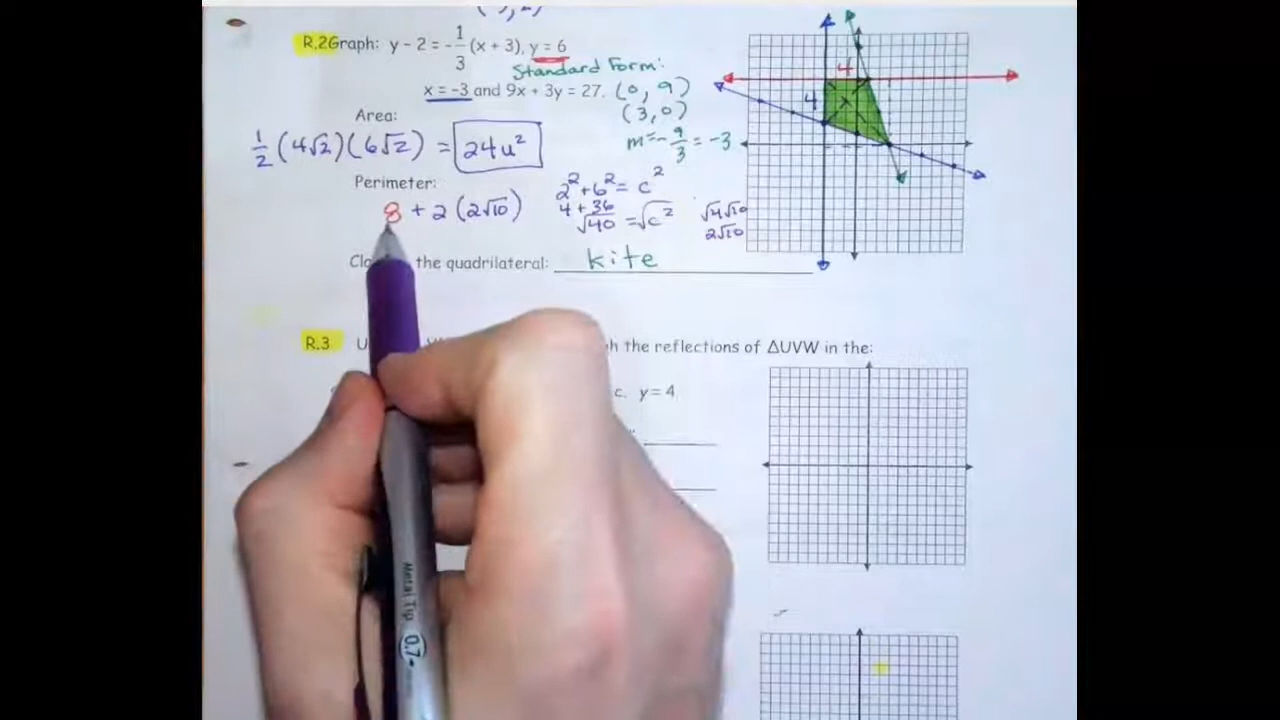 R.2 Graph: y - 2 = -1/3 (x + 3), y = 6
Standard Form:
x = -3 and 9x + 3y = 27. (0, 9)
(3, 0)
m = -9/3 = -3
Area:
1/2 (4√2)(6√2) = 24u²
Perimeter:
8 + 2(2√10)
2² + 6² = c²
4 + 36
√40 = √c²
√4√10
2√10
the quadrilateral: kite
4
4
R.3
the reflections of ΔUVW in the:
c. y = 4
Metal Tip 0.7